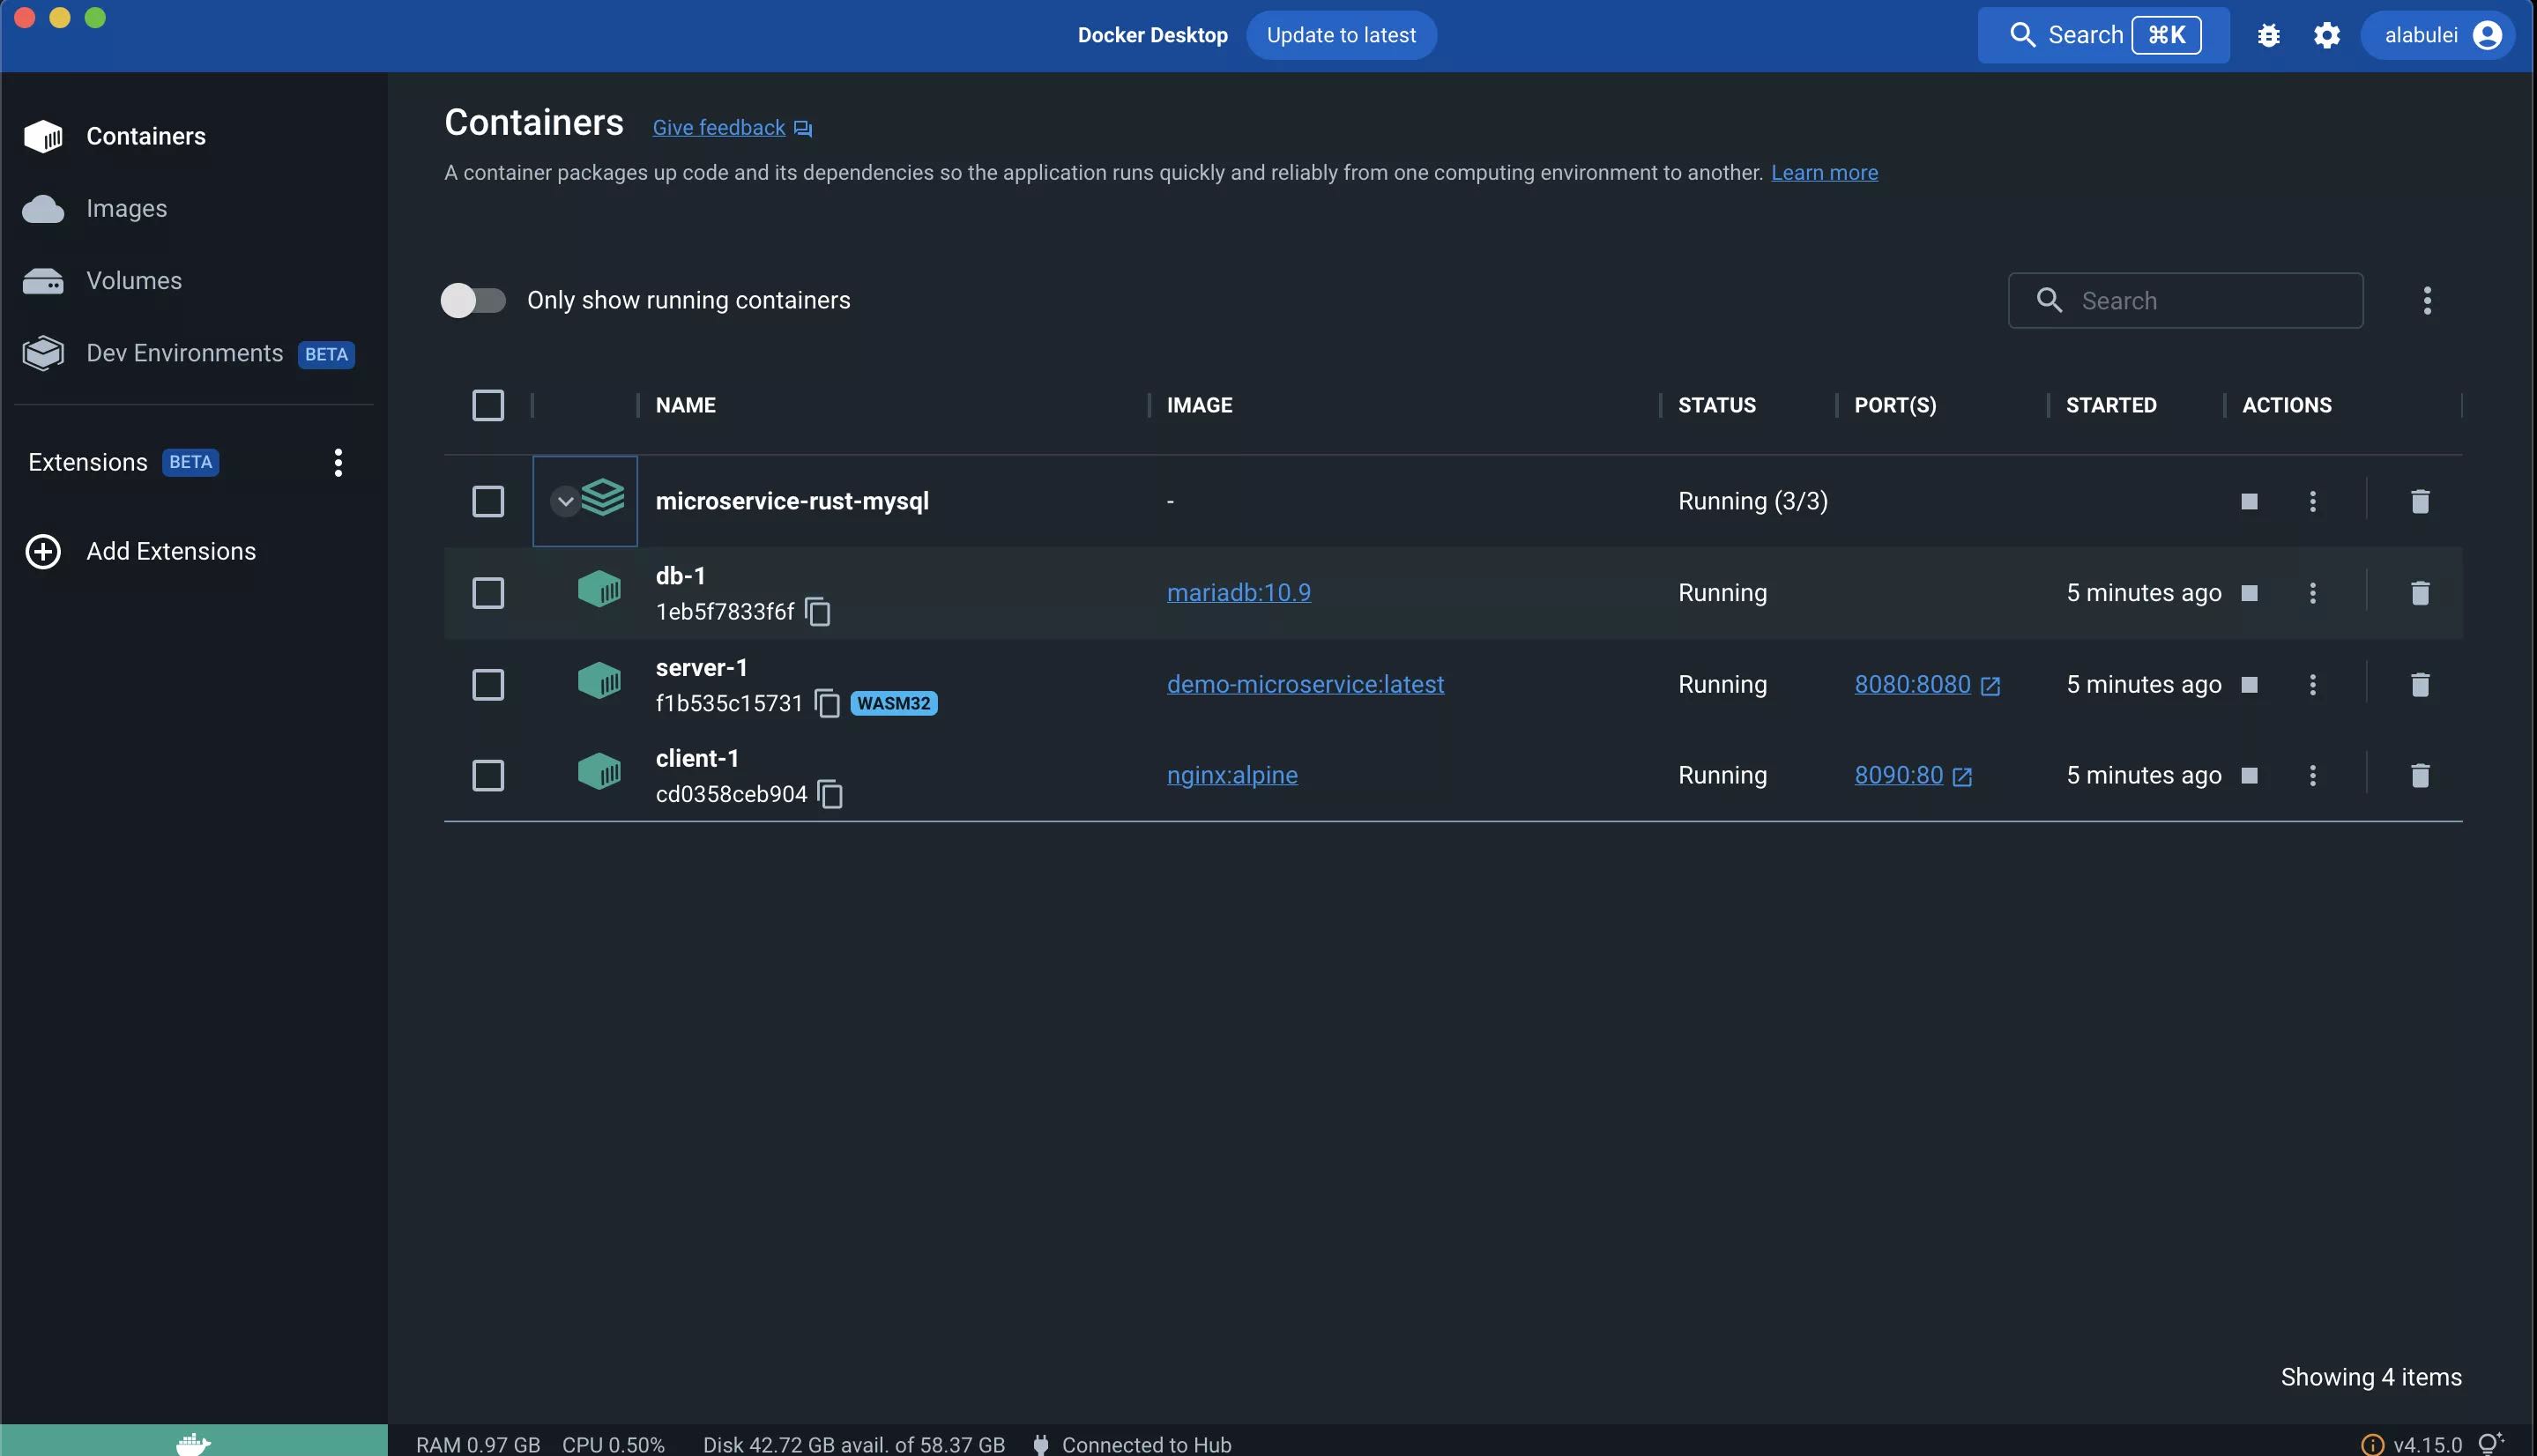 Docker Desktop Update to latest Search ⌘K alabulei
Containers
Images
Volumes
Dev Environments BETA
Extensions BETA
Add Extensions
Containers Give feedback
A container packages up code and its dependencies so the application runs quickly and reliably from one computing environment to another. Learn more
Only show running containers Search
NAME IMAGE STATUS PORT(S) STARTED ACTIONS
microservice-rust-mysql - Running (3/3)
db-1
1eb5f7833f6f mariadb:10.9 Running 5 minutes ago
server-1
f1b535c15731 WASM32 demo-microservice:latest Running 8080:8080 5 minutes ago
client-1
cd0358ceb904 nginx:alpine Running 8090:80 5 minutes ago
Showing 4 items
RAM 0.97 GB CPU 0.50% Disk 42.72 GB avail. of 58.37 GB Connected to Hub v4.15.0